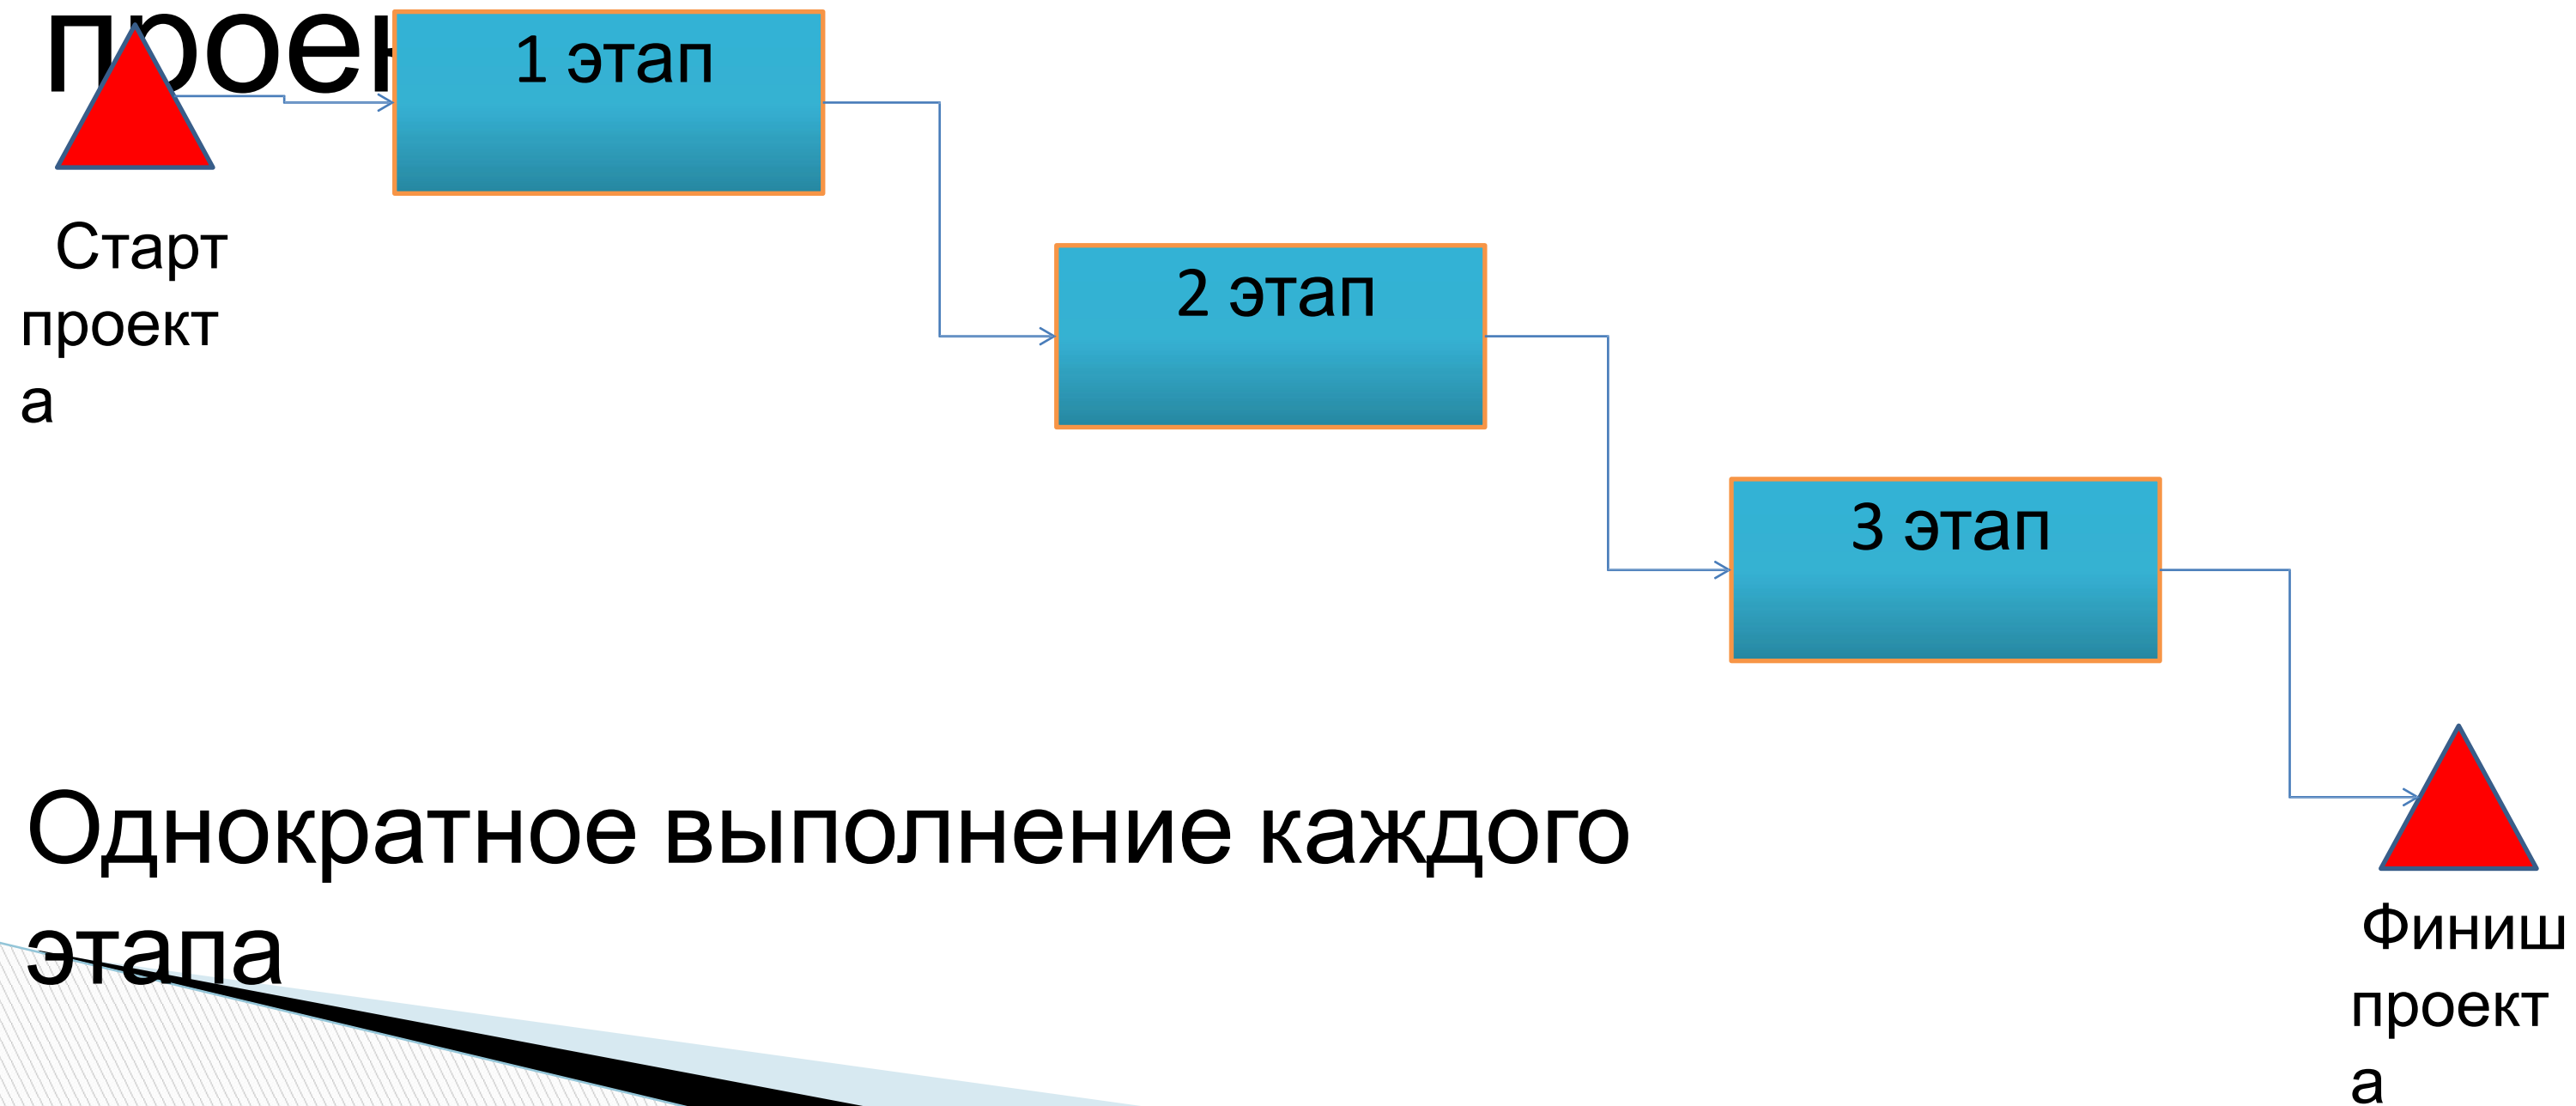 1 этап
Старт
проект
а
2 этап
3 этап
Однократное выполнение каждого
этапа
Финиш
проект
а